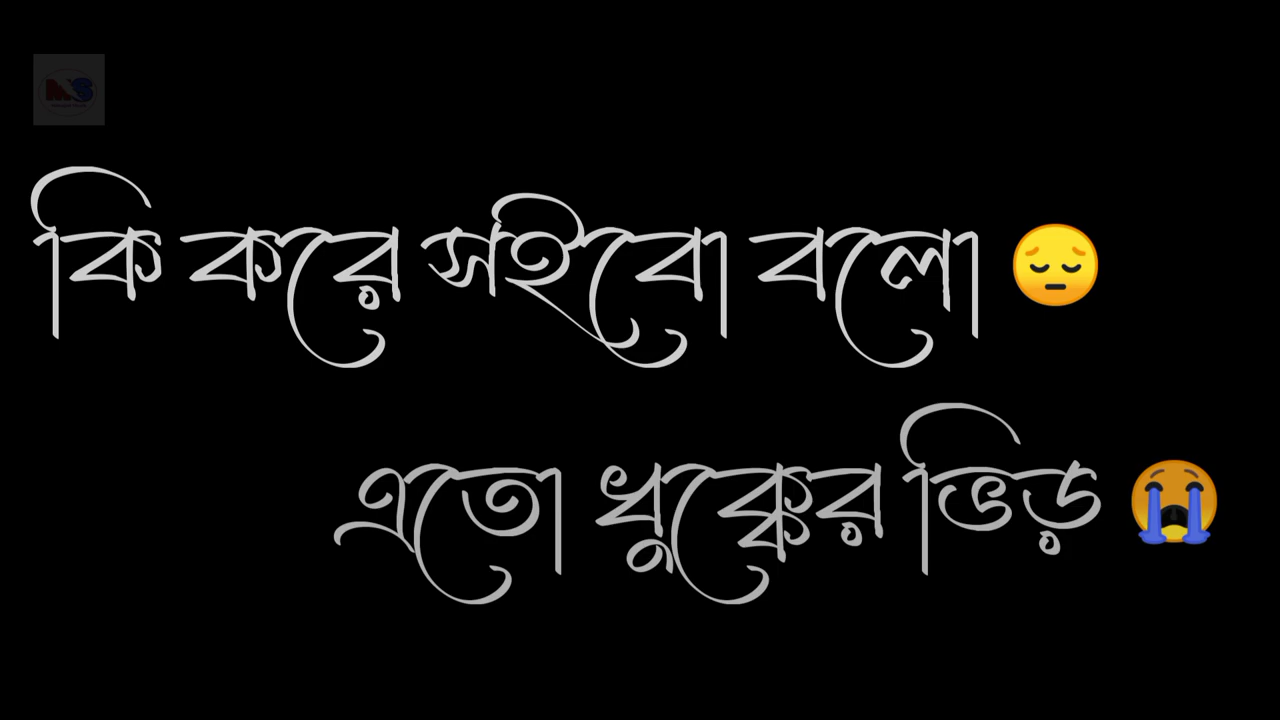 কি করে সইবো বলো 😔
এতো ধুক্কের ভিড় 😭